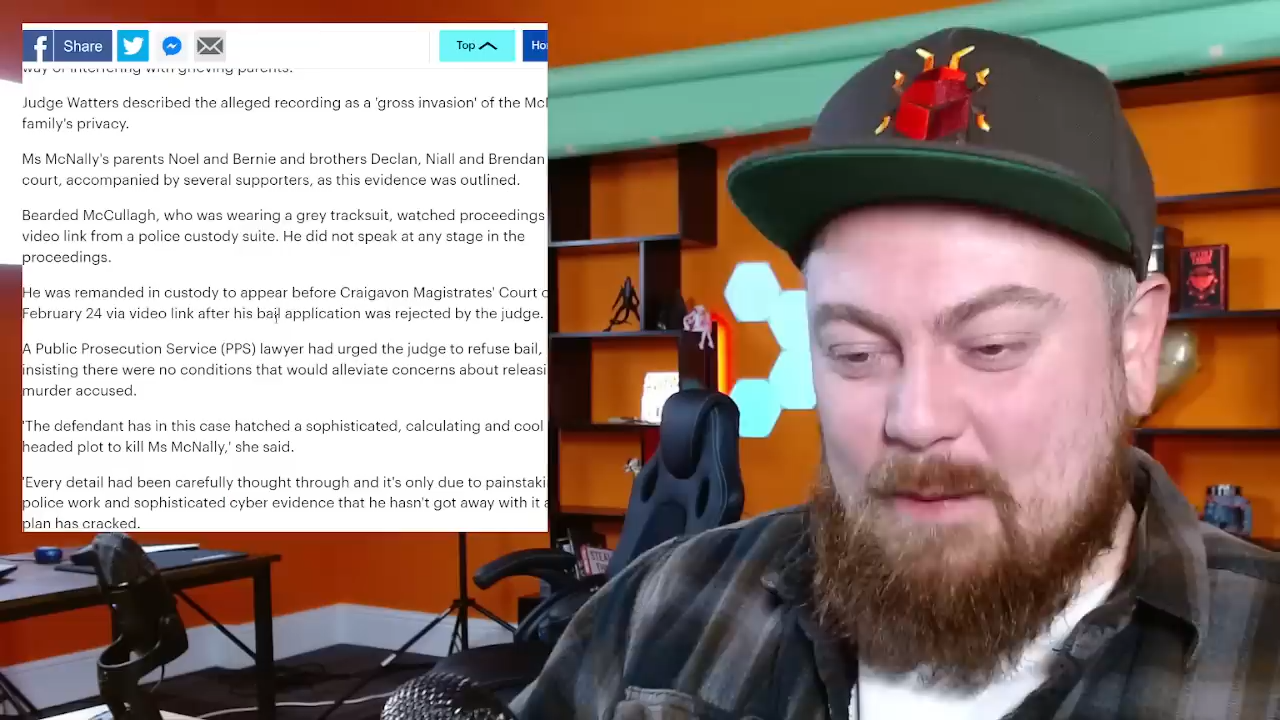 Share
Top
Ho
way of interfering with grieving parents.
Judge Watters described the alleged recording as a 'gross invasion' of the Mc
family's privacy.
Ms McNally's parents Noel and Bernie and brothers Declan, Niall and Brendan
court, accompanied by several supporters, as this evidence was outlined.
Bearded McCullagh, who was wearing a grey tracksuit, watched proceedings
video link from a police custody suite. He did not speak at any stage in the
proceedings.
He was remanded in custody to appear before Craigavon Magistrates' Court o
February 24 via video link after his bail application was rejected by the judge.
A Public Prosecution Service (PPS) lawyer had urged the judge to refuse bail,
insisting there were no conditions that would alleviate concerns about releasi
murder accused.
'The defendant has in this case hatched a sophisticated, calculating and cool
headed plot to kill Ms McNally,' she said.
'Every detail had been carefully thought through and it's only due to painstaki
police work and sophisticated cyber evidence that he hasn't got away with it a
plan has cracked.